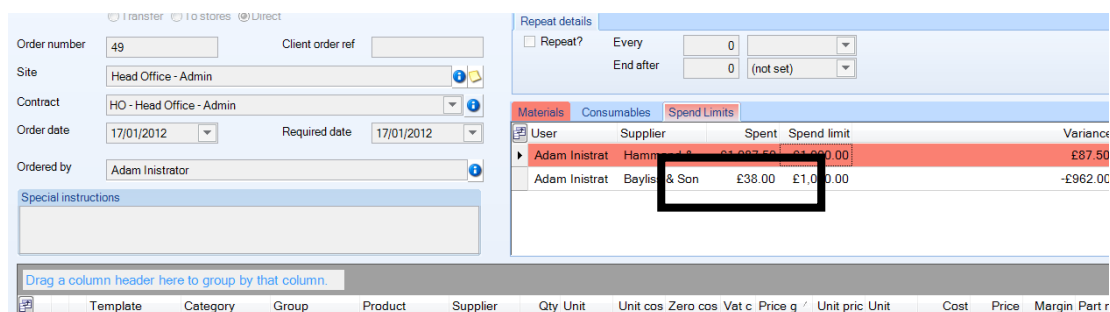 Transfer To stores Direct
Repeat details
Order number 49 Client order ref
Repeat? Every 0
End after 0 (not set)
Site Head Office - Admin
Contract HO - Head Office - Admin
Materials Consumables Spend Limits
Order date 17/01/2012 Required date 17/01/2012
User Supplier Spent Spend limit Variance
Adam Inistrat £87.50
Ordered by Adam Inistrator
Adam Inistrat & Son £38.00 -£962.00
Special instructions
Drag a column header here to group by that column.
Template Category Group Product Supplier Qty Unit Unit cos Zero cos Vat c Price g Unit pric Unit Cost Price Margin Part r